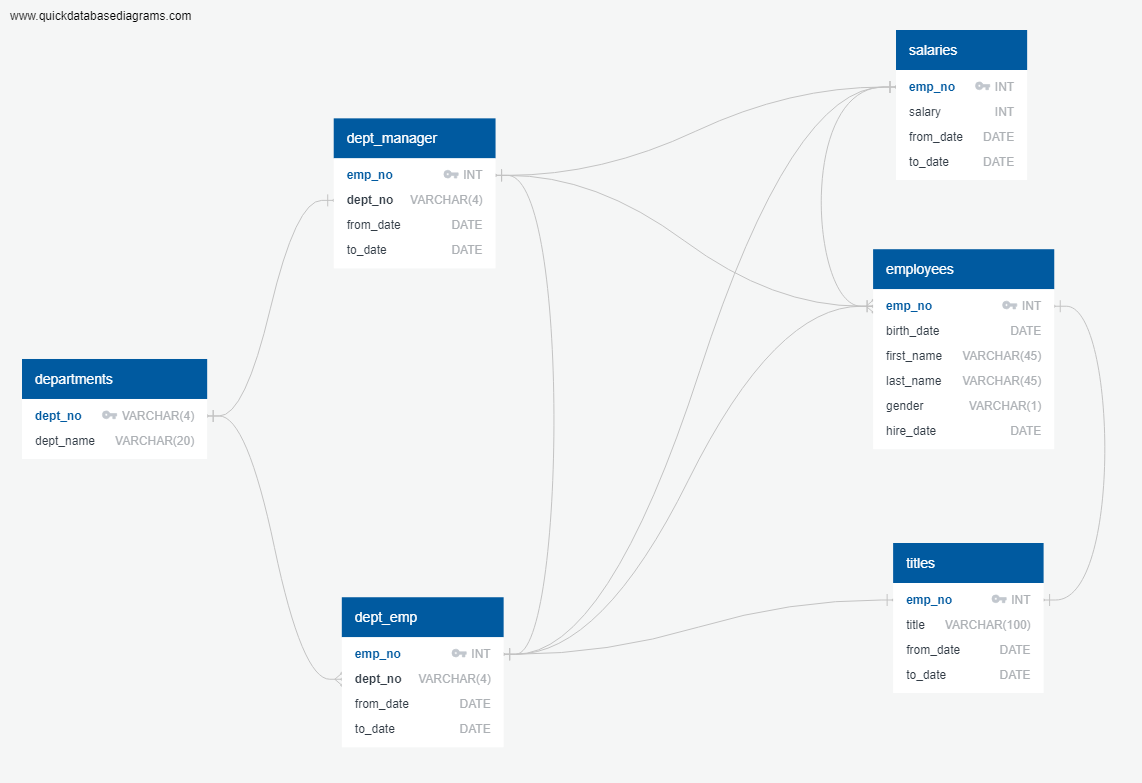 www.quickdatabasediagrams.com
salaries
emp_no INT
salary INT
from_date DATE
to_date DATE
dept_manager
emp_no INT
dept_no VARCHAR(4)
from_date DATE
to_date DATE
employees
emp_no INT
birth_date DATE
first_name VARCHAR(45)
last_name VARCHAR(45)
gender VARCHAR(1)
hire_date DATE
departments
dept_no VARCHAR(4)
dept_name VARCHAR(20)
titles
emp_no INT
title VARCHAR(100)
from_date DATE
to_date DATE
dept_emp
emp_no INT
dept_no VARCHAR(4)
from_date DATE
to_date DATE